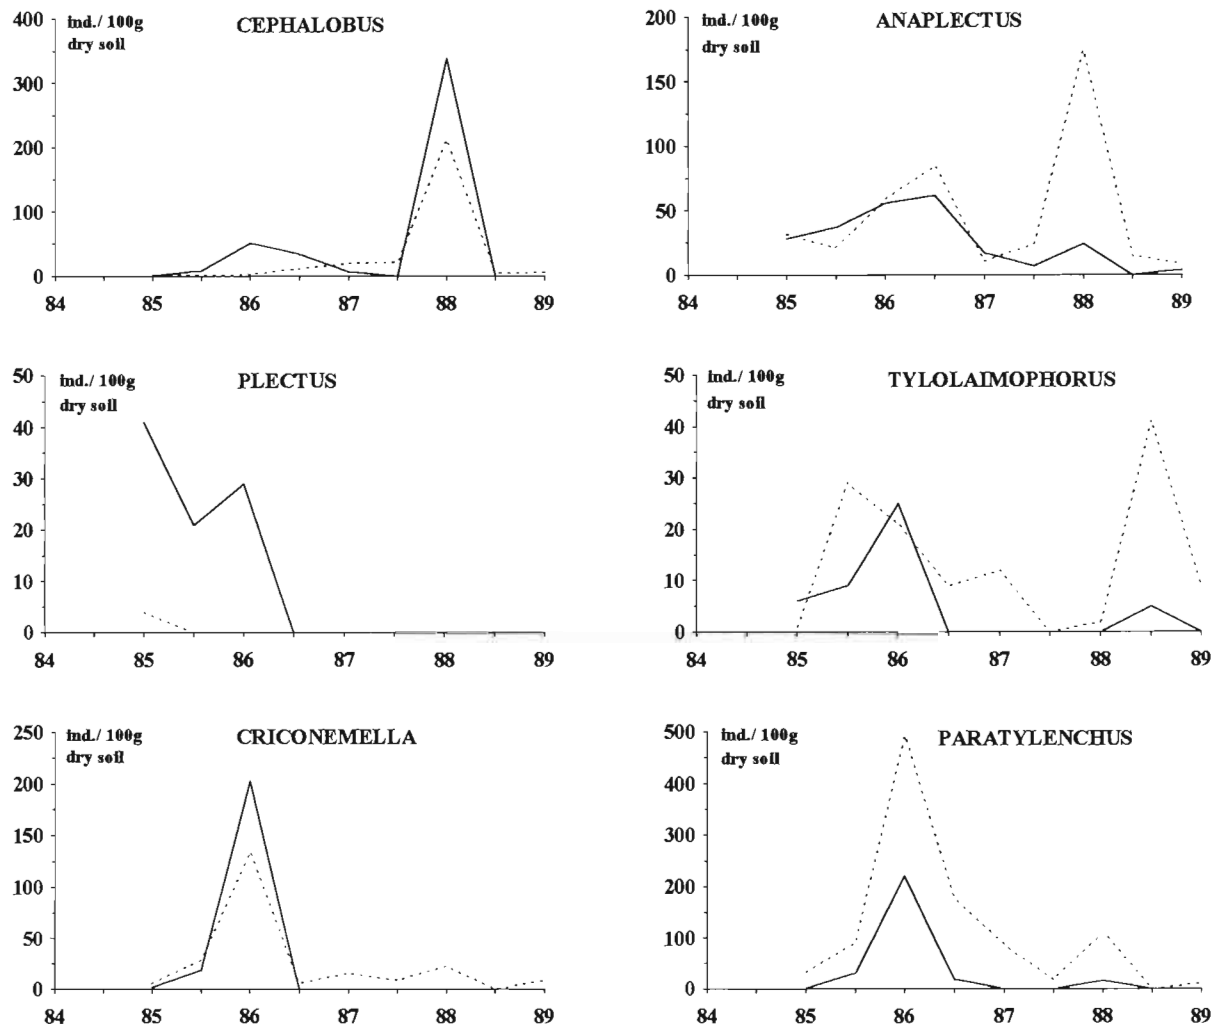 CEPHALOBUS
ind./ 100g
dry soil
400
300
200
100
0
84 85 86 87 88 89
ANAPLECTUS
ind./ 100g
dry soil
200
150
100
50
0
84 85 86 87 88 89
PLECTUS
ind./ 100g
dry soil
50
40
30
20
10
0
84 85 86 87 88 89
TYLOLAIMOPHORUS
ind./ 100g
dry soil
50
40
30
20
10
0
84 85 86 87 88 89
CRICONEMELLA
ind./ 100g
dry soil
250
200
150
100
50
0
84 85 86 87 88 89
PARATYLENCHUS
ind./ 100g
dry soil
500
400
300
200
100
0
84 85 86 87 88 89